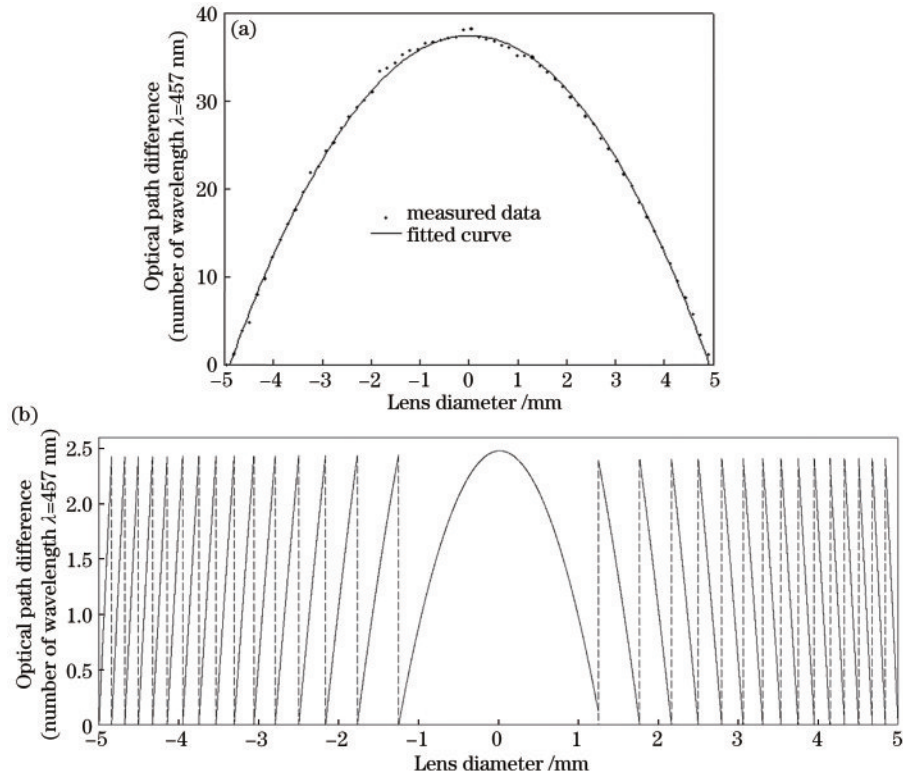 (a)
Optical path difference
(number of wavelength λ=457 nm)
40
30
20
10
0
measured data
fitted curve
−5 −4 −3 −2 −1 0 1 2 3 4 5
Lens diameter /mm
(b)
Optical path difference
(number of wavelength λ=457 nm)
2.5
2.0
1.5
1.0
0.5
0
−5 −4 −3 −2 −1 0 1 2 3 4 5
Lens diameter /mm